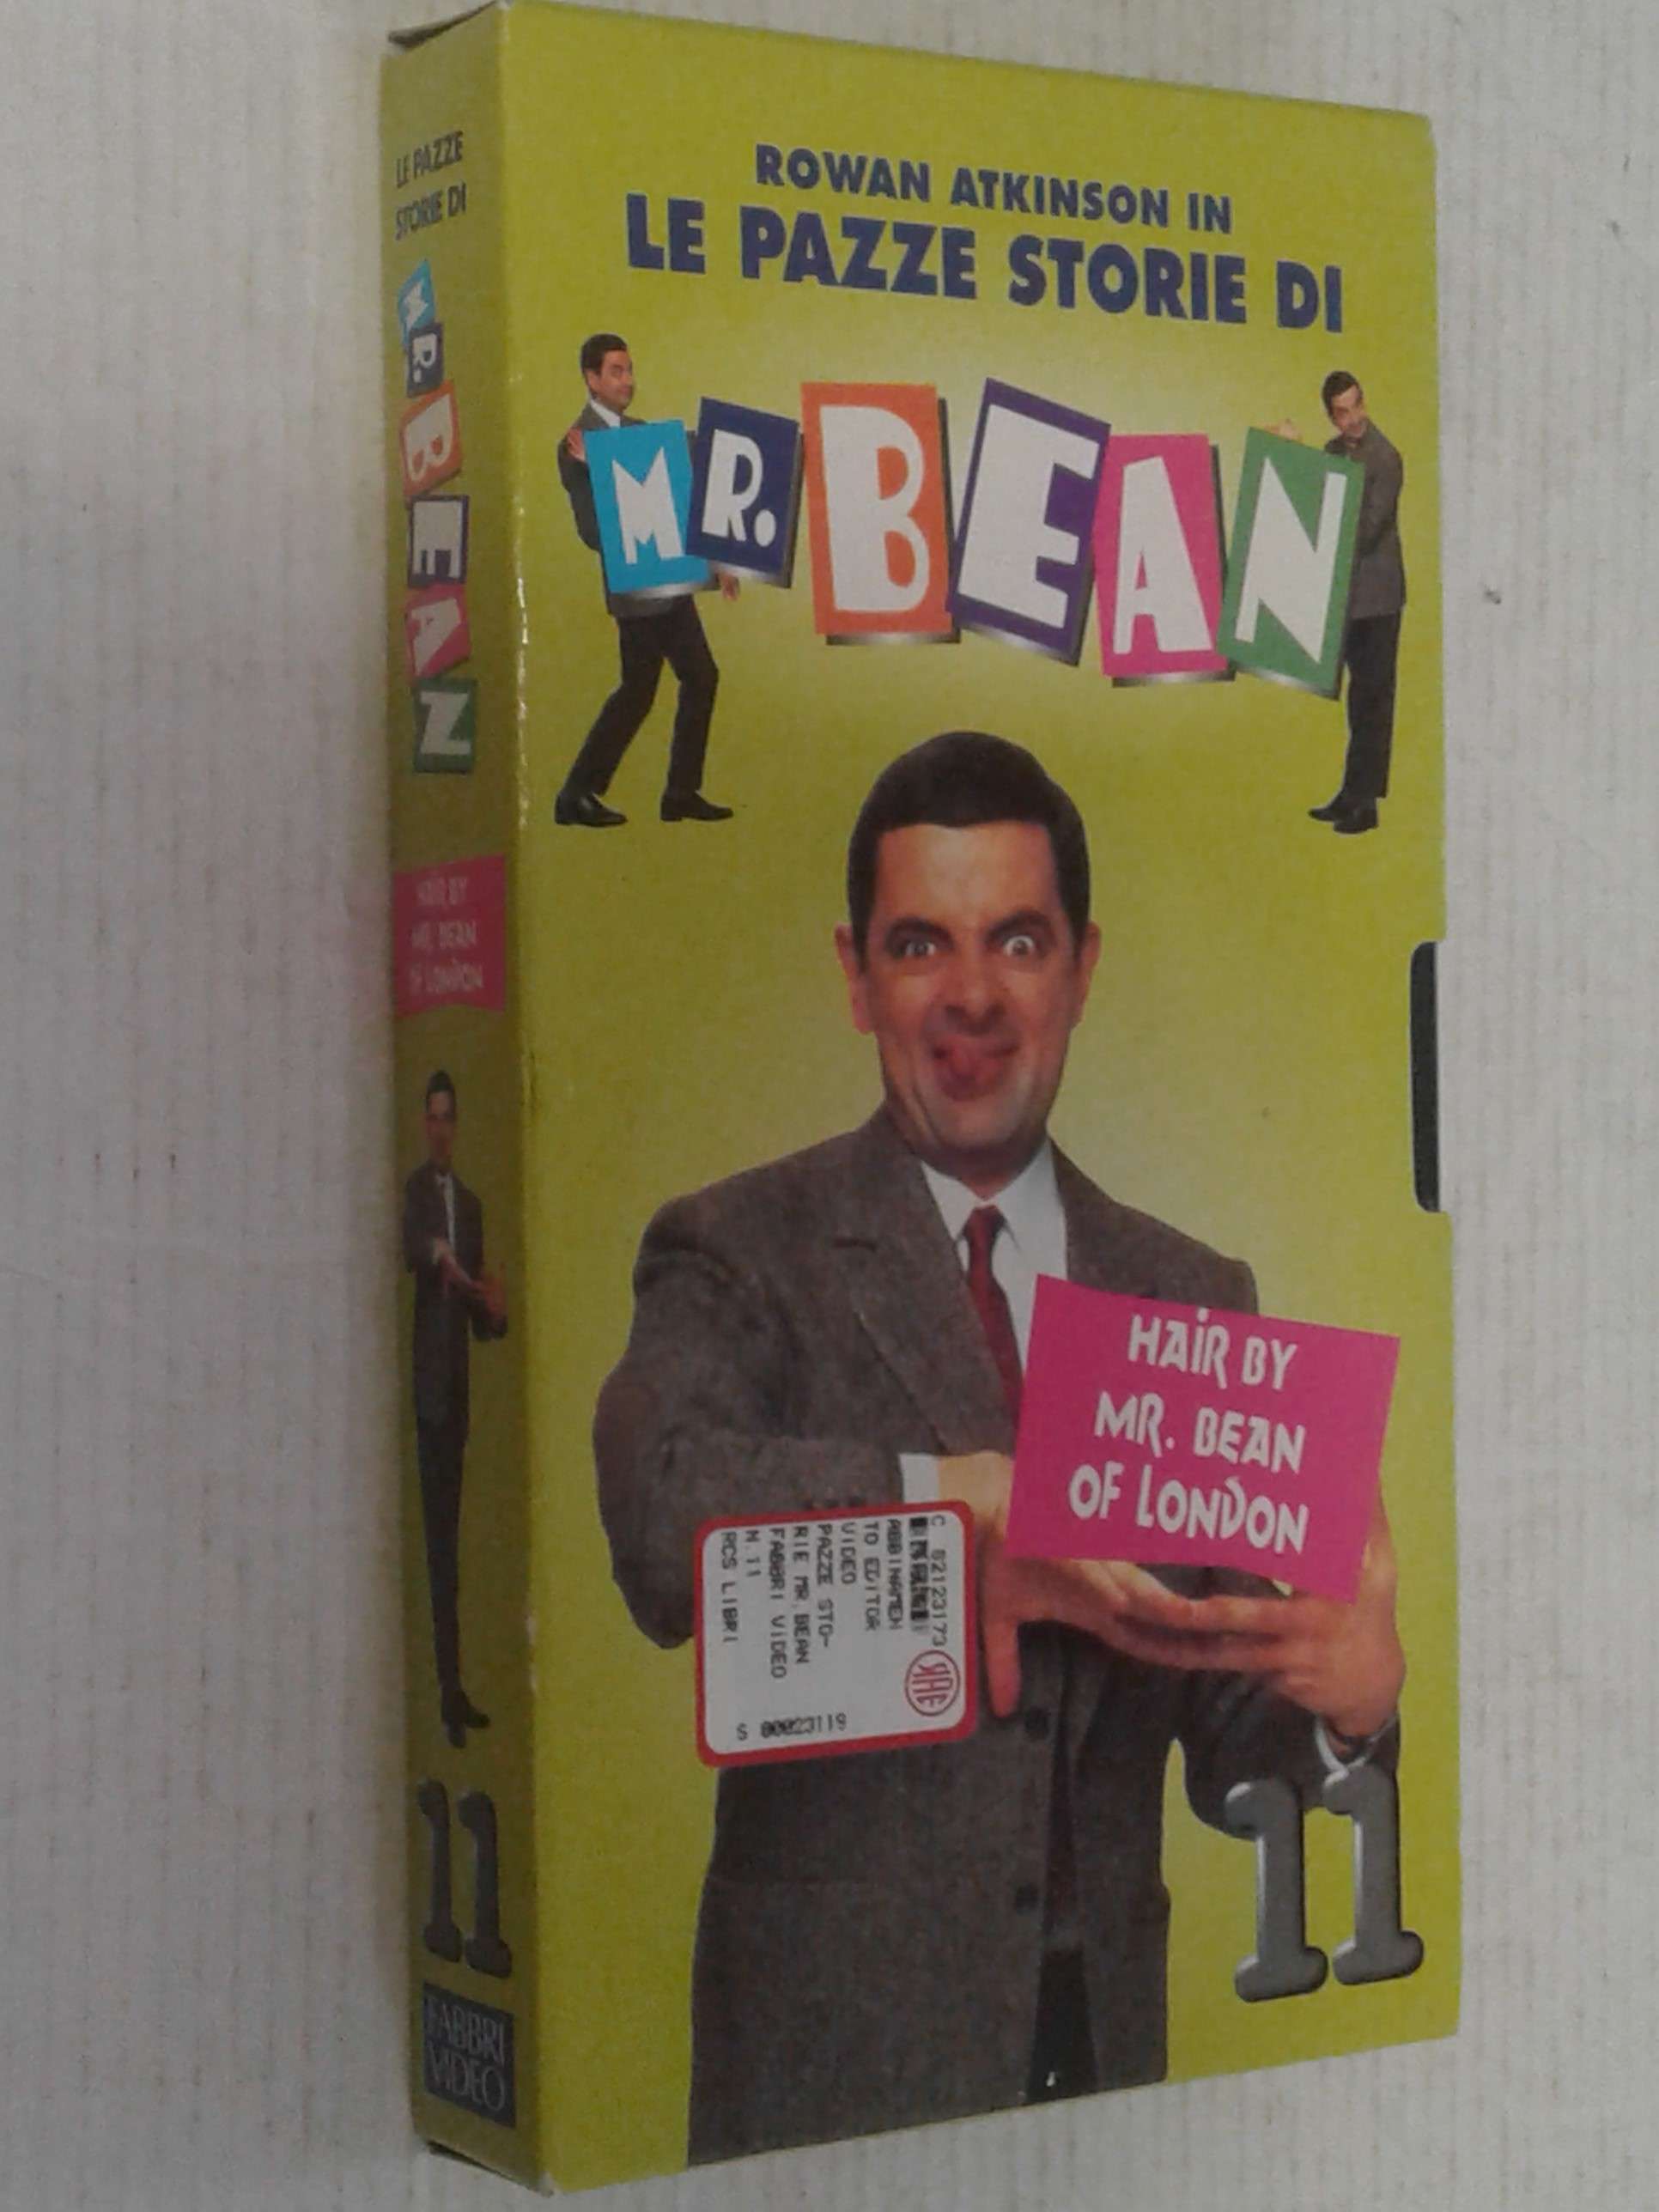 ROWAN ATKINSON IN
LE PAZZE STORIE DI
MR. BEAN
HAIR BY
MR. BEAN
OF LONDON
11
C 82123173
ABBINAMEN
TO EDITOR
VIDEO
PAZZE STO-
RIE MR.BEAN
FABBRI VIDEO
N.11
RCS LIBRI
S 00023119
SIAE
LE PAZZE
STORIE DI
MR. BEAN
HAIR BY
MR. BEAN
OF LONDON
11
FABBRI
VIDEO